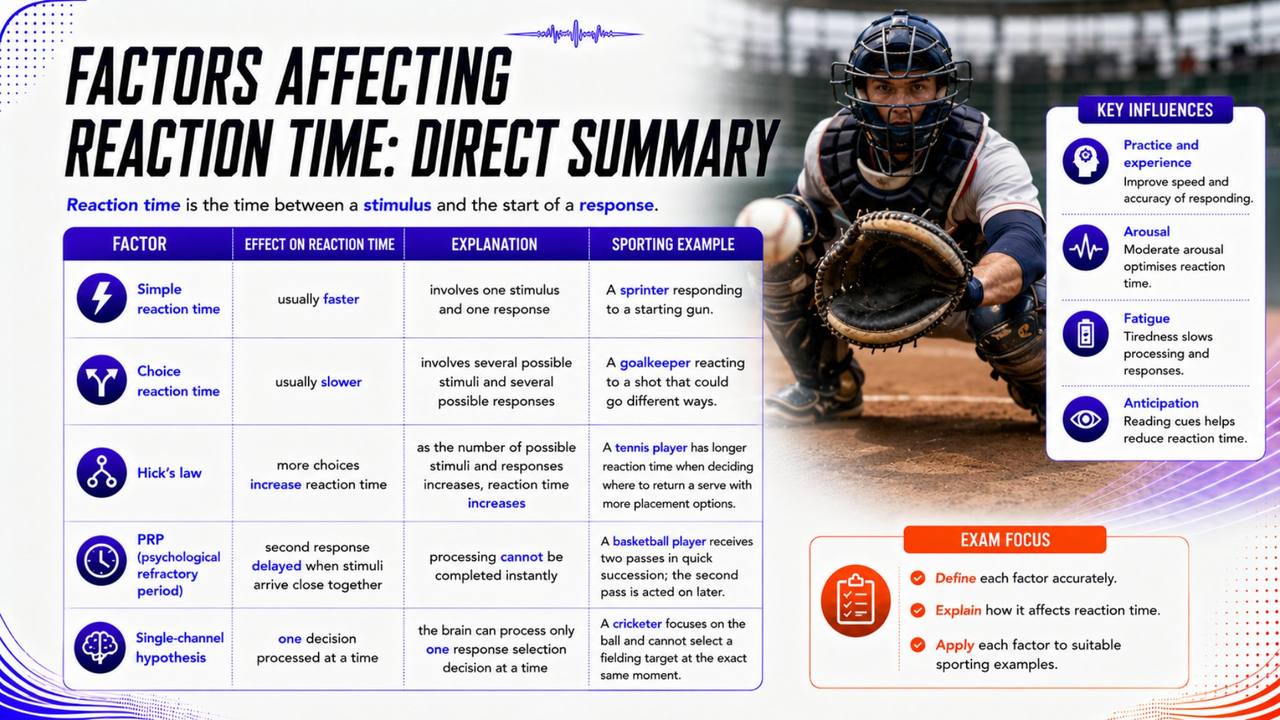 FACTORS AFFECTING
REACTION TIME: DIRECT SUMMARY
Reaction time is the time between a stimulus and the start of a response.
FACTOR
EFFECT ON REACTION TIME
EXPLANATION
SPORTING EXAMPLE
Simple
reaction time
usually faster
involves one stimulus
and one response
A sprinter responding
to a starting gun.
Choice
reaction time
usually slower
involves several possible
stimuli and several
possible responses
A goalkeeper reacting
to a shot that could
go different ways.
Hick's law
more choices
increase reaction time
as the number of possible
stimuli and responses
increases, reaction time
increases
A tennis player has longer
reaction time when deciding
where to return a serve with
more placement options.
PRP
(psychological
refractory
period)
second response
delayed when stimuli
arrive close together
processing cannot be
completed instantly
A basketball player receives
two passes in quick
succession; the second
pass is acted on later.
Single-channel
hypothesis
one decision
processed at a time
the brain can process only
one response selection
decision at a time
A cricketer focuses on the
ball and cannot select a
fielding target at the exact
same moment.
KEY INFLUENCES
Practice and
experience
Improve speed and
accuracy of responding.
Arousal
Moderate arousal
optimises reaction
time.
Fatigue
Tiredness slows
processing and
responses.
Anticipation
Reading cues helps
reduce reaction time.
EXAM FOCUS
Define each factor accurately.
Explain how it affects reaction time.
Apply each factor to suitable
sporting examples.